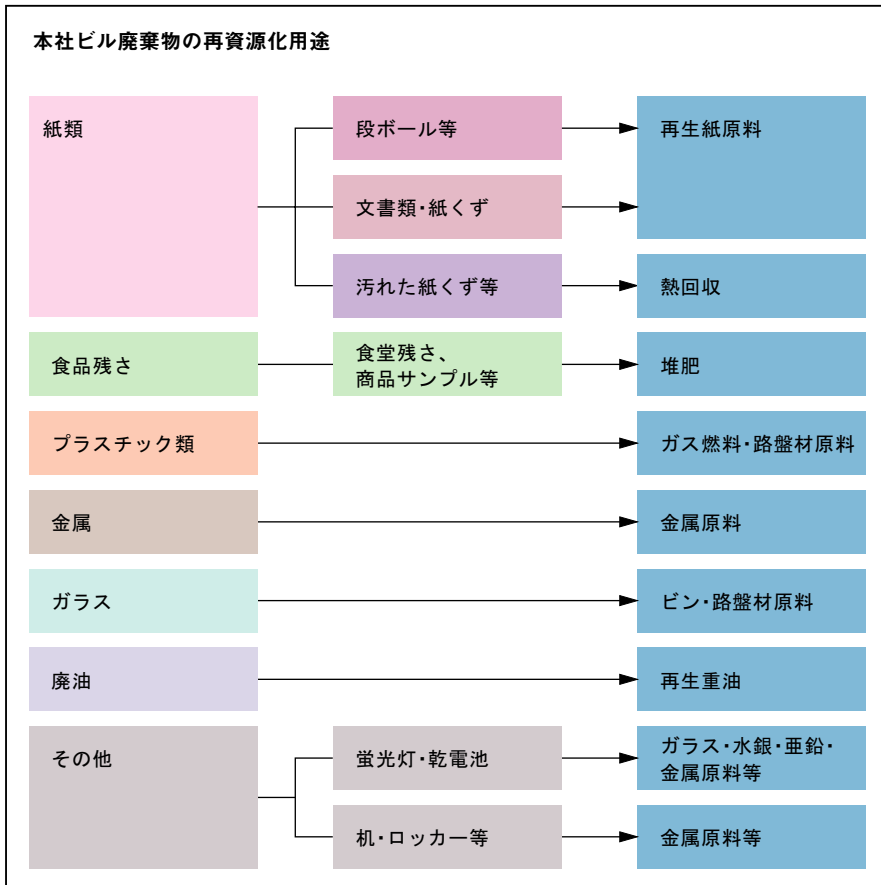 本社ビル廃棄物の再資源化用途
紙類
段ボール等
再生紙原料
文書類・紙くず
汚れた紙くず等
熱回収
食品残さ
食堂残さ、
商品サンプル等
堆肥
プラスチック類
ガス燃料・路盤材原料
金属
金属原料
ガラス
ビン・路盤材原料
廃油
再生重油
その他
蛍光灯・乾電池
ガラス・水銀・亜鉛・
金属原料等
机・ロッカー等
金属原料等